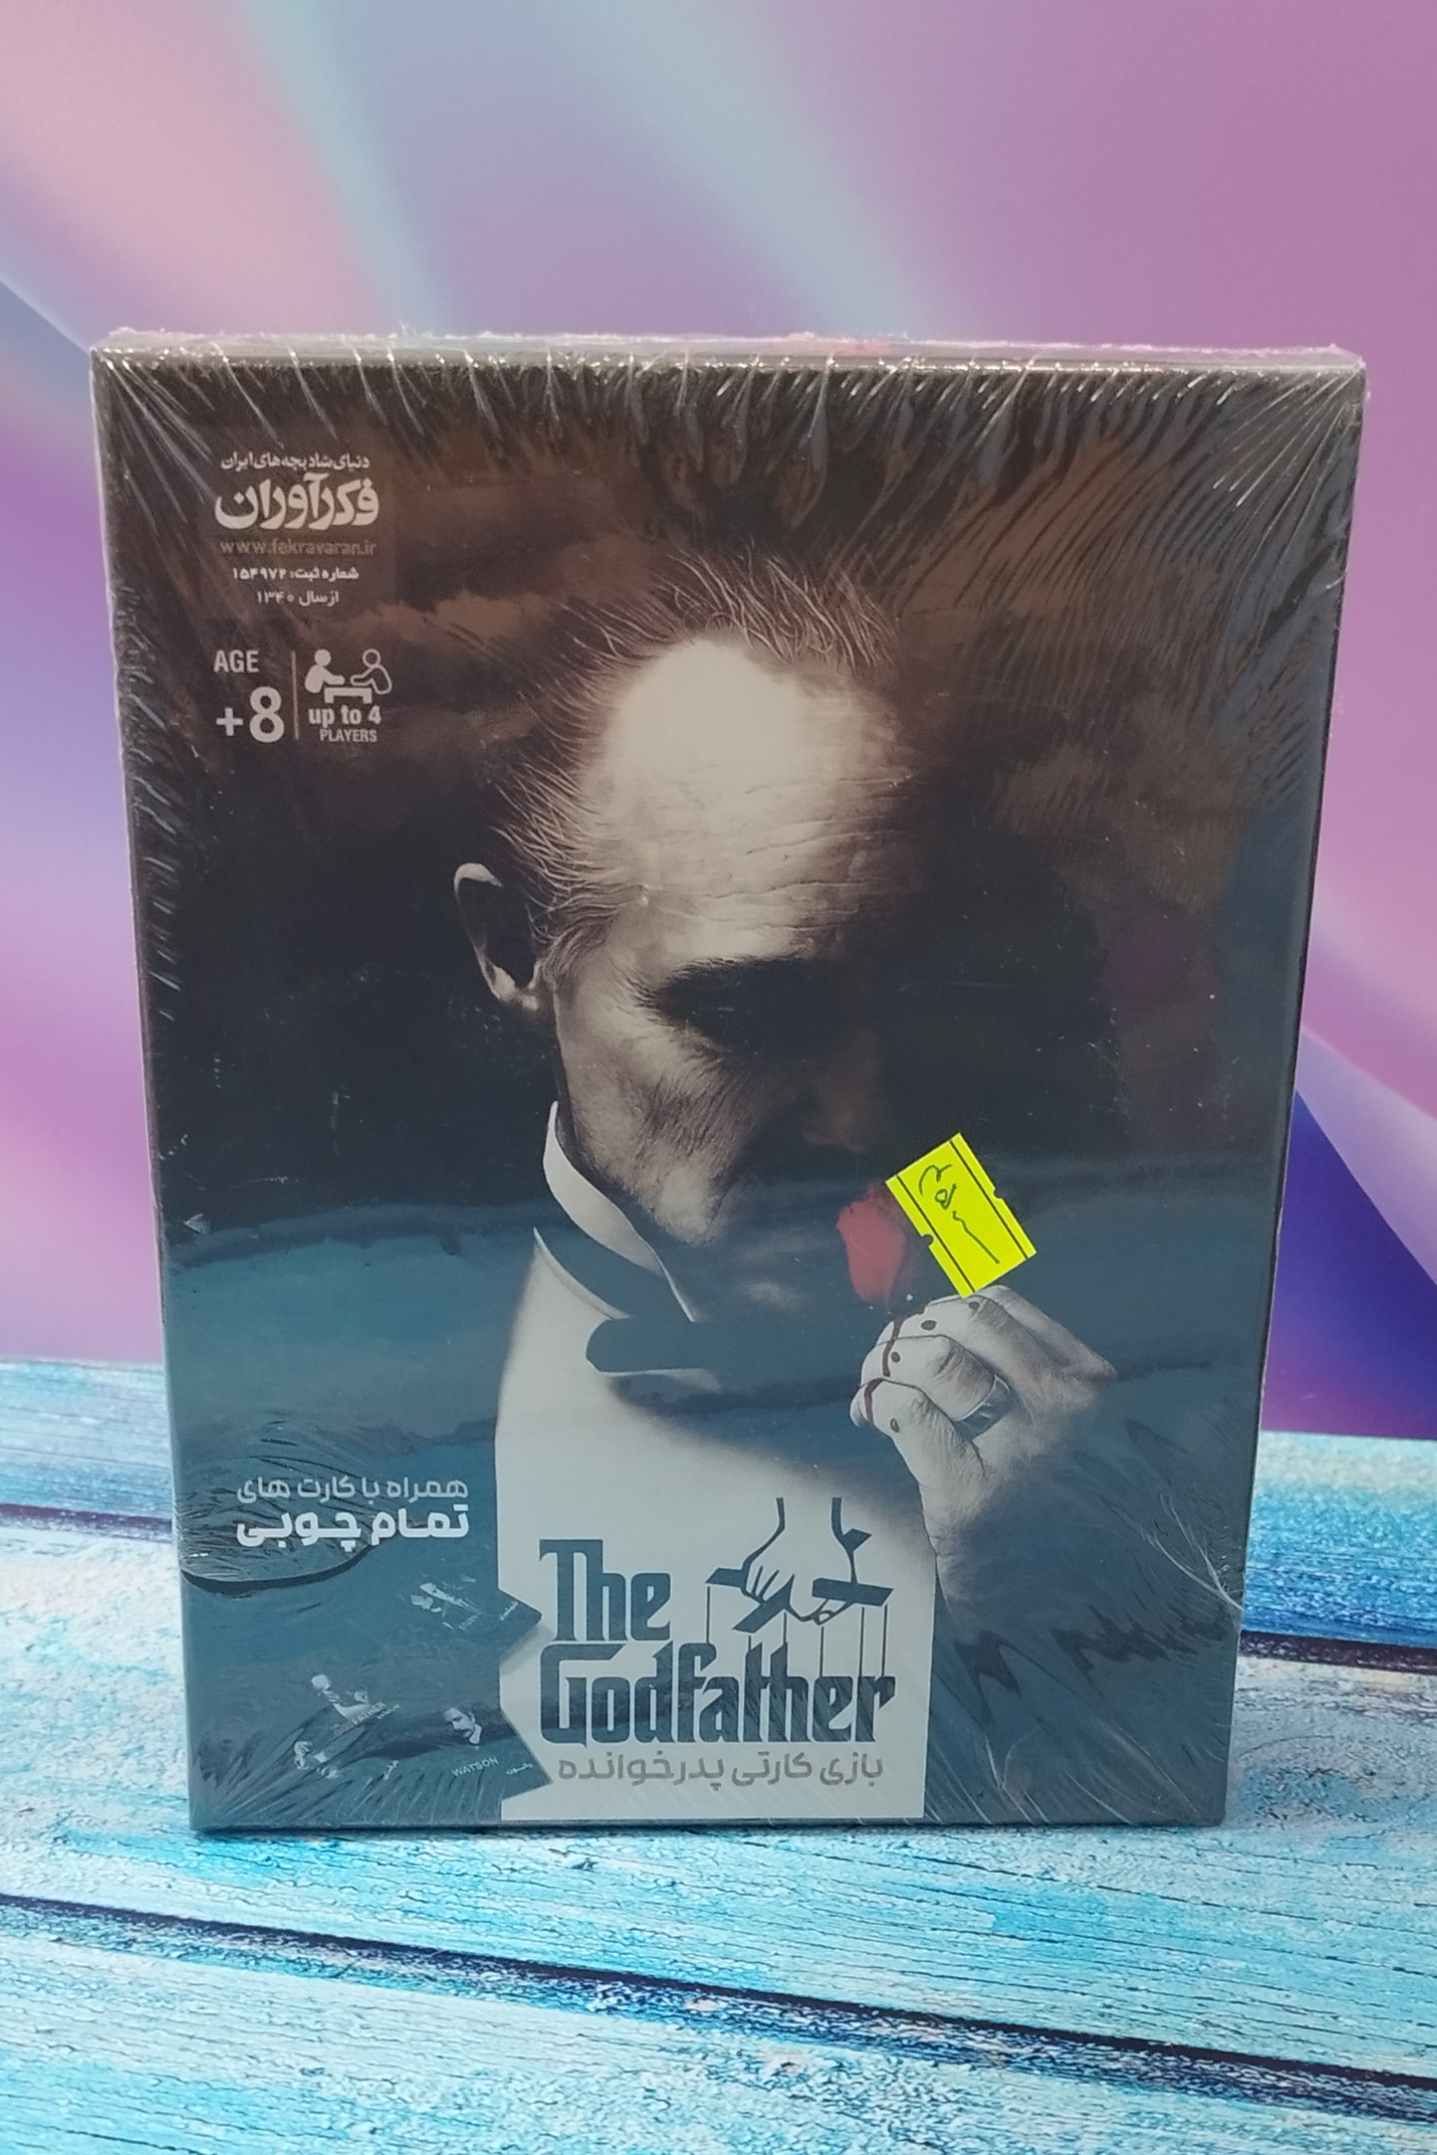 دنیای شاد بچه‌های ایران
فکرآوران
www.fekravaran.ir
شماره ثبت: ۱۵۴۹۷۲
از سال ۱۳۴۰
AGE
+8
up to 4
PLAYERS
همراه با کارت های
تمام چوبی
The
Godfather
بازی کارتی پدرخوانده
WATSON